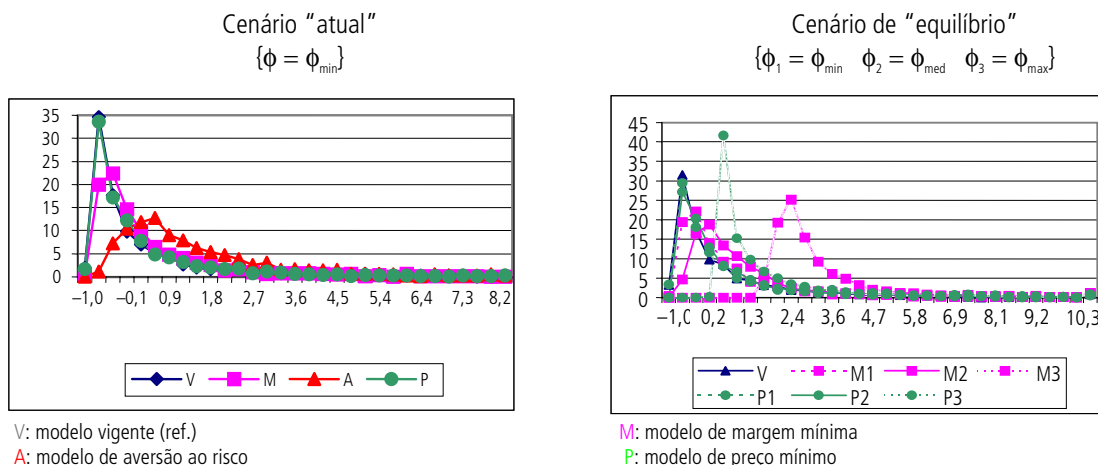 Cenário “atual”
{ϕ = ϕmin}
35
30
25
20
15
10
5
0
−1,0 −0,1 0,9 1,8 2,7 3,6 4,5 5,4 6,4 7,3 8,2
V M A P
V: modelo vigente (ref.)
A: modelo de aversão ao risco
Cenário de “equilíbrio”
{ϕ1 = ϕmin ϕ2 = ϕmed ϕ3 = ϕmax}
45
40
35
30
25
20
15
10
5
0
−1,0 0,2 1,3 2,4 3,6 4,7 5,8 6,9 8,1 9,2 10,3
V M1 M2 M3
P1 P2 P3
M: modelo de margem mínima
P: modelo de preço mínimo